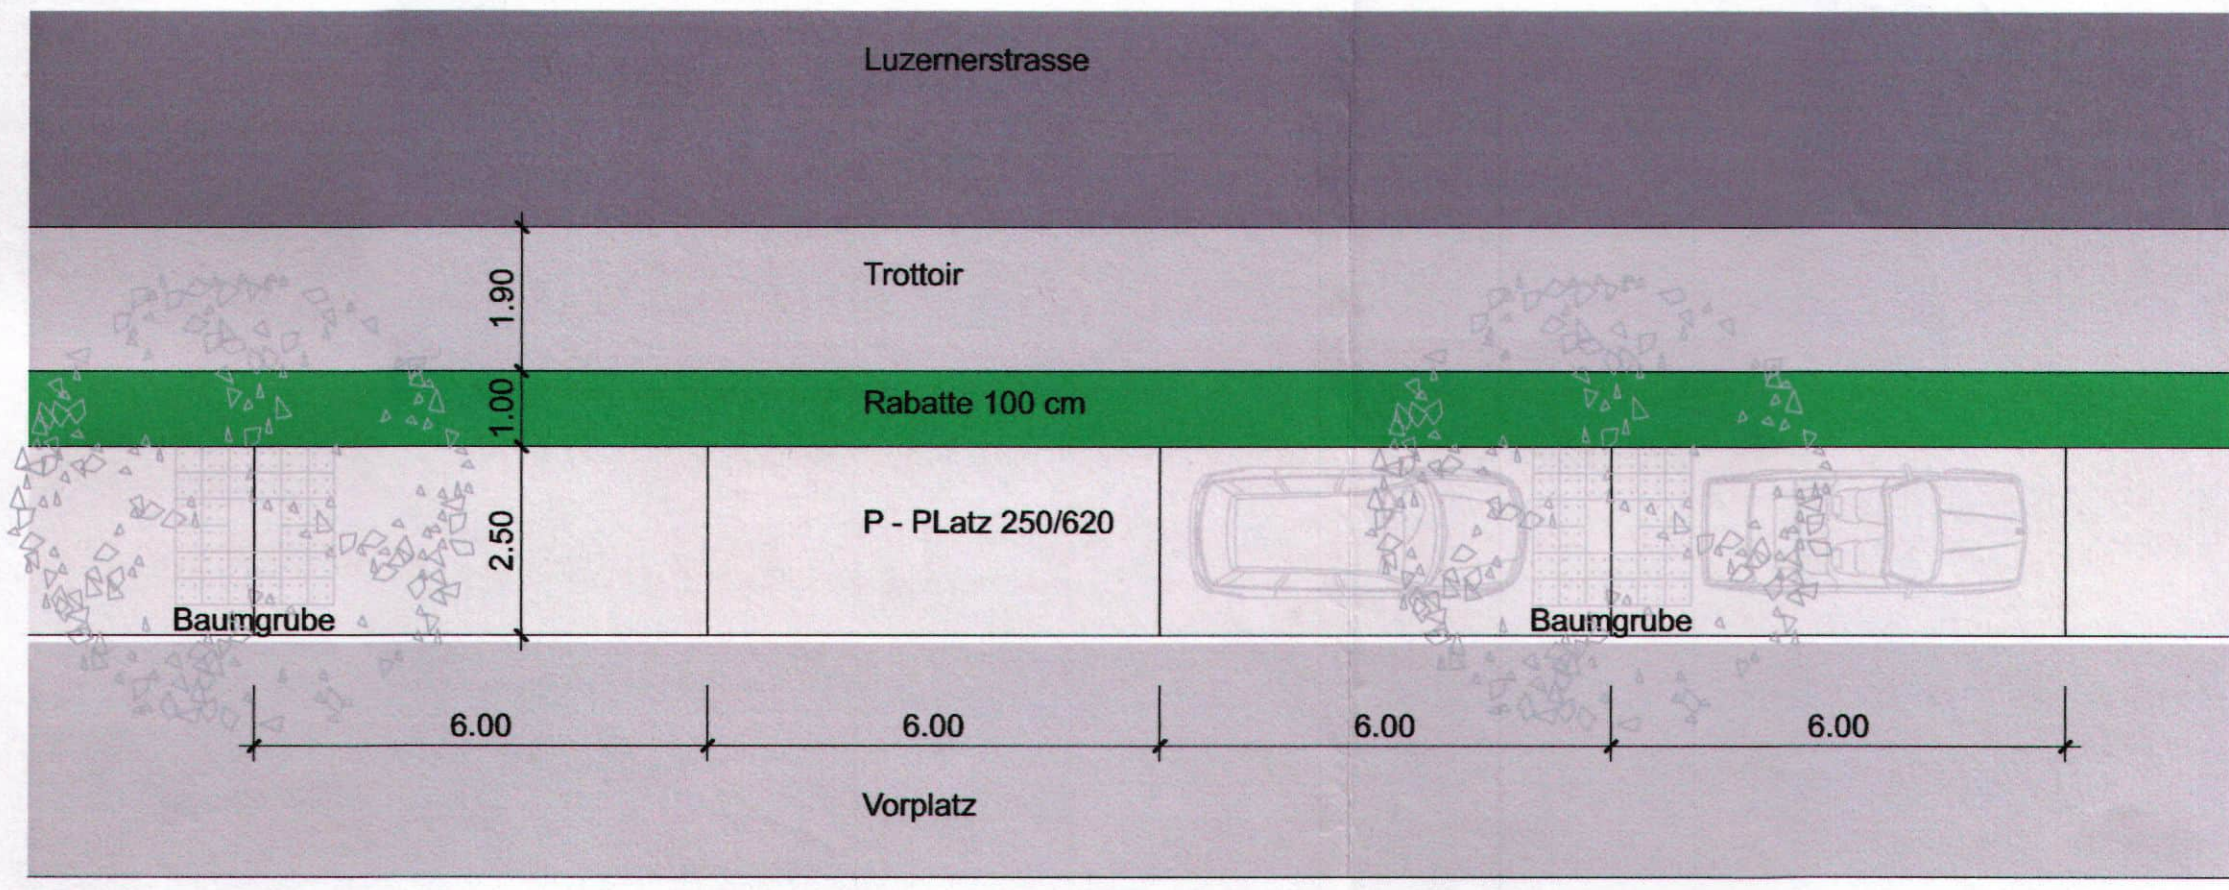 Luzernerstrasse
Trottoir
1.90
Rabatte 100 cm
1.00
P - PLatz 250/620
2.50
Baumgrube
Baumgrube
6.00
6.00
6.00
6.00
Vorplatz